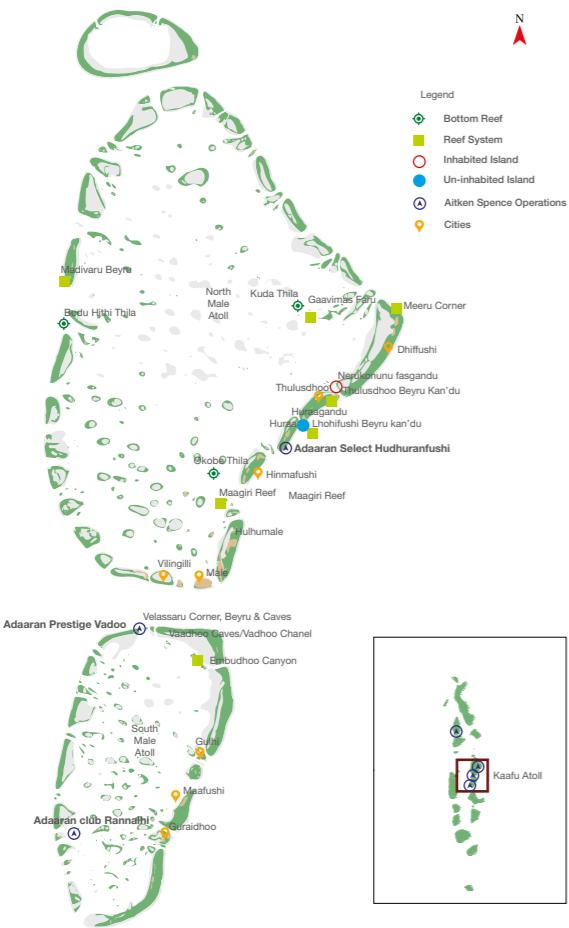 N
Legend
Bottom Reef
Reef System
Inhabited Island
Un-inhabited Island
Aitken Spence Operations
Cities
Madivaru Beyru
North
Male
Atoll
Kuda Thila
Gaavimas Faru
Meeru Corner
Bodu Hithi Thila
Dhiffushi
Nerukonunu fasgandu
Thulusdhoo
Thulusdhoo Beyru Kan'du
Huraagandu
Huraa
Lhohifushi Beyru kan'du
Adaaran Select Hudhuranfushi
Okobe Thila
Hinmafushi
Maagiri Reef
Maagiri Reef
Hulhumale
Vilingilli
Male
Velassaru Corner, Beyru & Caves
Adaaran Prestige Vadoo
Vaadhoo Caves/Vadhoo Chanel
Embudhoo Canyon
South
Male
Atoll
Gulhi
Kaafu Atoll
Maafushi
Adaaran club Rannalhi
Guraidhoo